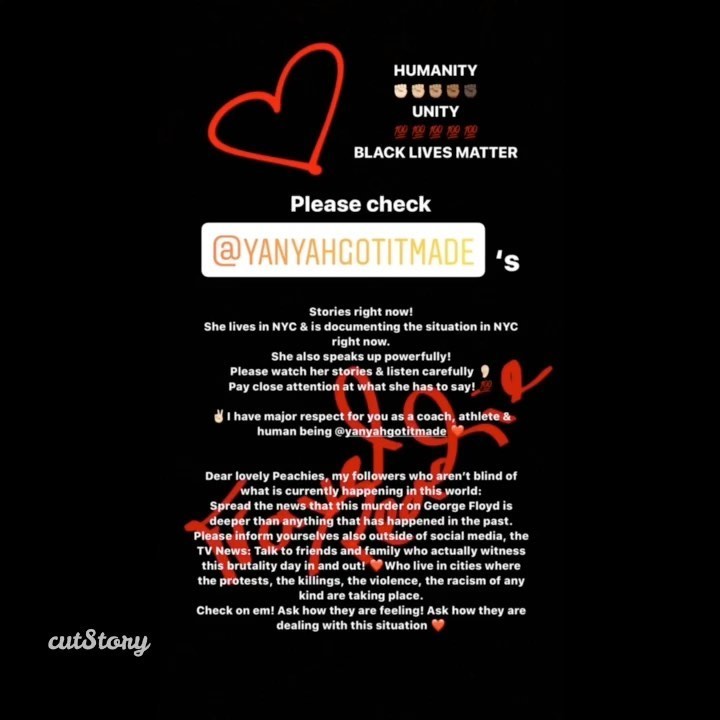 HUMANITY
✊🏻✊🏼✊🏽✊🏾✊🏿
UNITY
💯💯💯💯💯
BLACK LIVES MATTER
Please check
@YANYAHGOTITMADE 's
Stories right now!
She lives in NYC & is documenting the situation in NYC
right now.
She also speaks up powerfully!
Please watch her stories & listen carefully 👂🏻
Pay close attention at what she has to say! 💯
✌🏼I have major respect for you as a coach, athlete &
human being @yanyahgotitmade ❤️
Dear lovely Peachies, my followers who aren't blind of
what is currently happening in this world:
Spread the news that this murder on George Floyd is
deeper than anything that has happened in the past.
Please inform yourselves also outside of social media, the
TV News: Talk to friends and family who actually witness
this brutality day in and out! ❤️Who live in cities where
the protests, the killings, the violence, the racism of any
kind are taking place.
Check on em! Ask how they are feeling! Ask how they are
dealing with this situation ❤️
cutStory